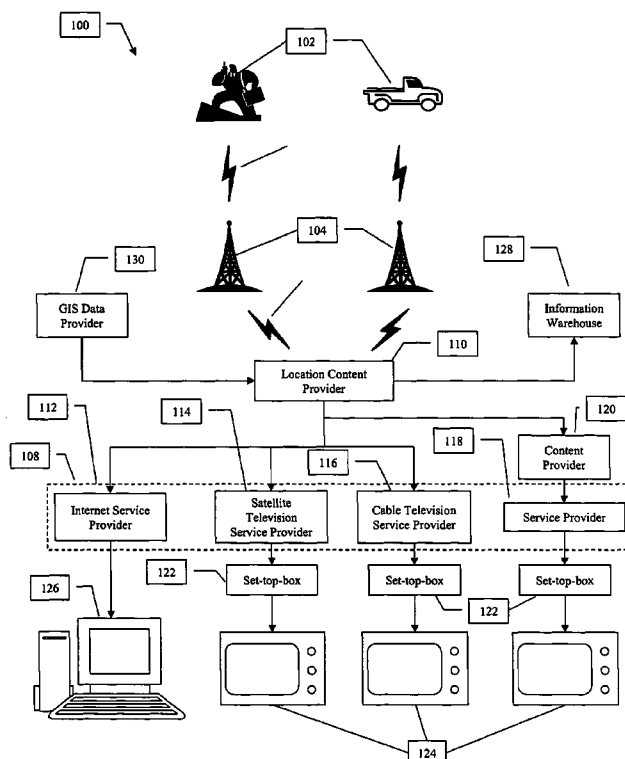 100
102
104
130
128
GIS Data
Provider
Information
Warehouse
110
Location Content
Provider
112
114
120
108
116
118
Content
Provider
Internet Service
Provider
Satellite
Television
Service Provider
Cable Television
Service Provider
Service Provider
122
Set-top-box
Set-top-box
Set-top-box
126
122
124